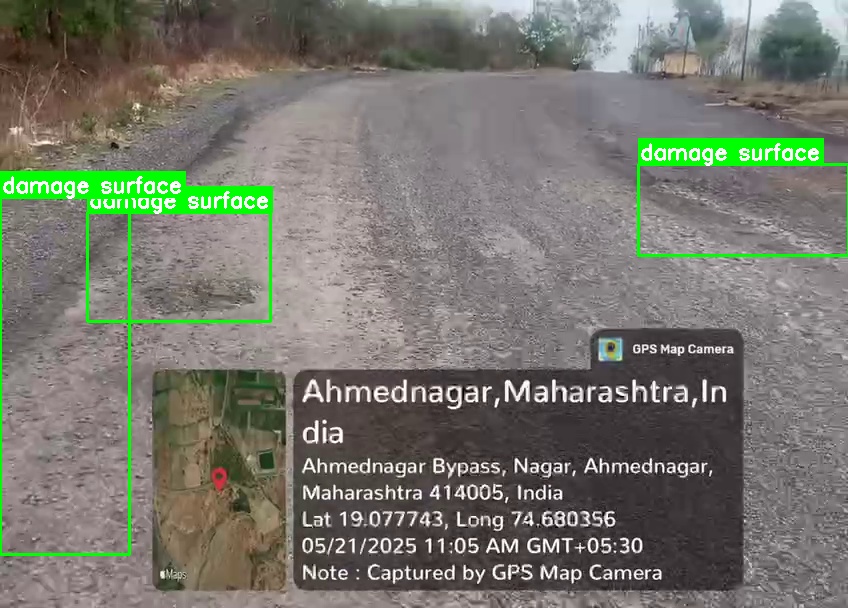 damage surface
damage surface
damage surface
GPS Map Camera
Ahmednagar,Maharashtra,In
dia
Ahmednagar Bypass, Nagar, Ahmednagar,
Maharashtra 414005, India
Lat 19.077743, Long 74.680356
05/21/2025 11:05 AM GMT+05:30
Note : Captured by GPS Map Camera
Maps